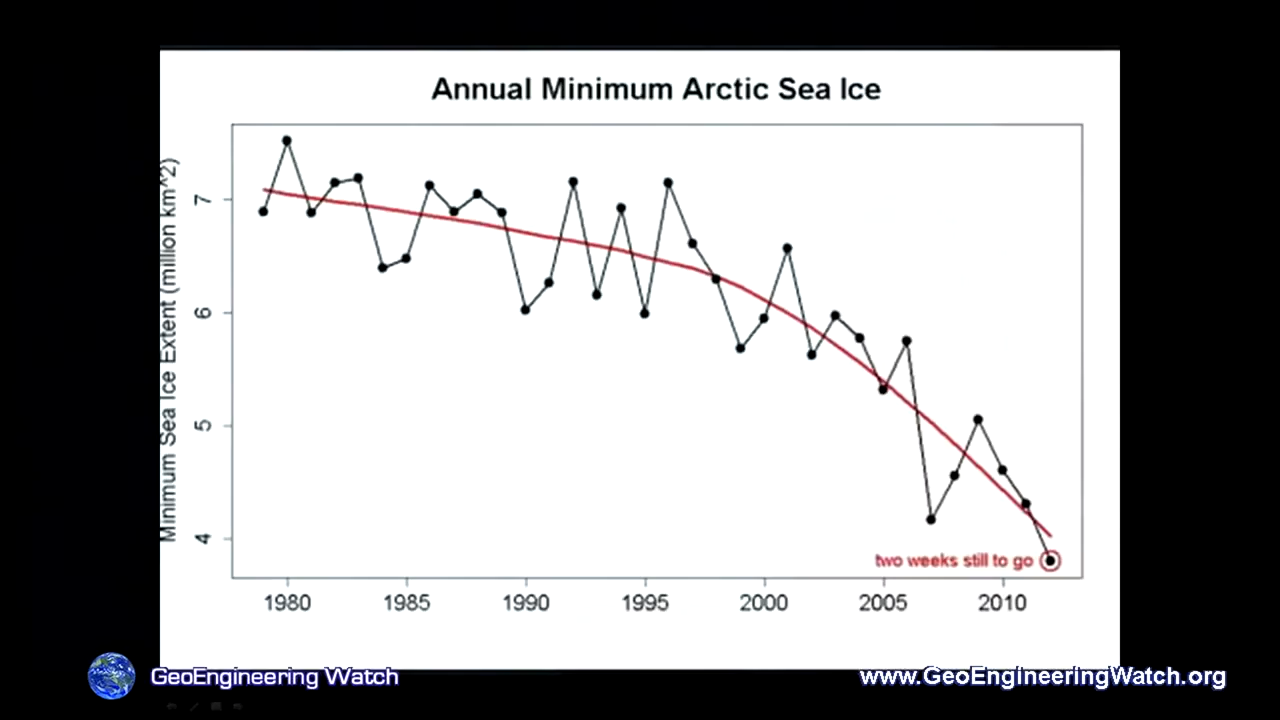 Annual Minimum Arctic Sea Ice
Minimum Sea Ice Extent (million km^2)
7
6
5
4
two weeks still to go
1980 1985 1990 1995 2000 2005 2010
GeoEngineering Watch
www.GeoEngineeringWatch.org